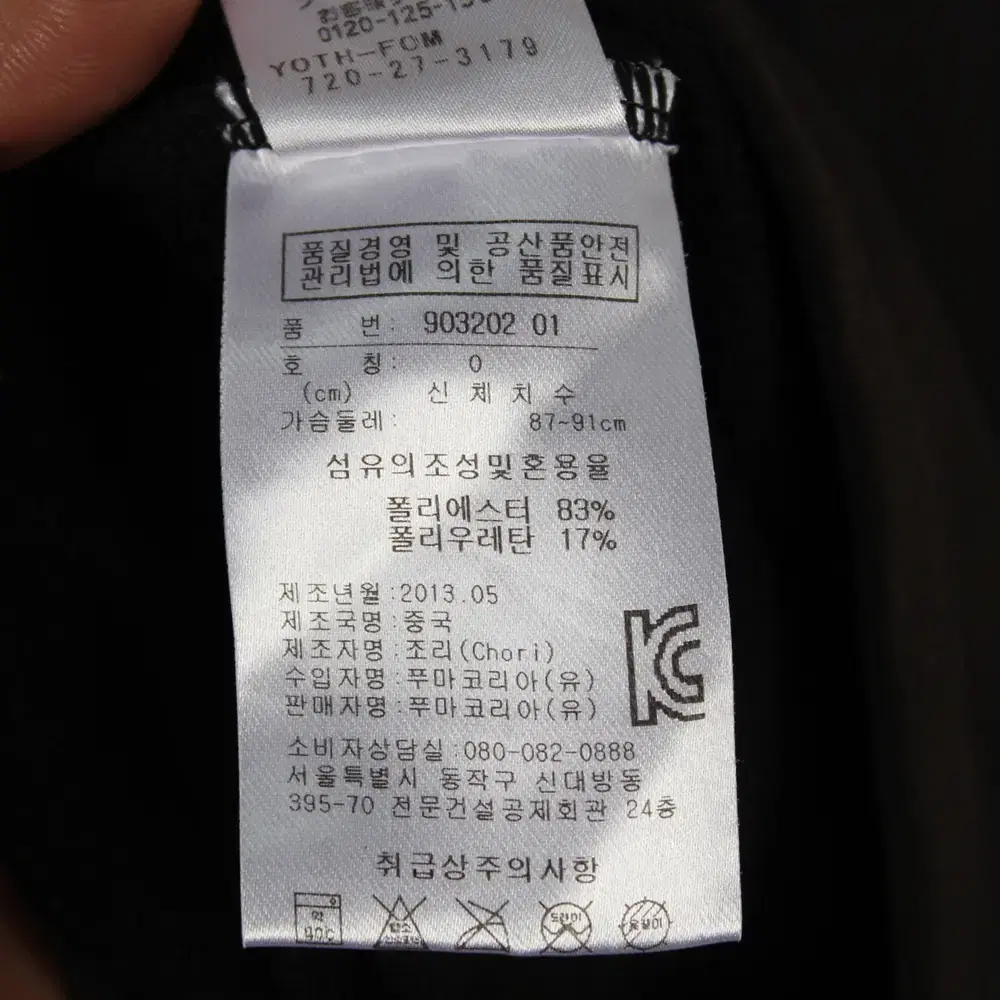 0120-125-1
YOTH-FOM
720-27-3179
품질경영 및 공산품안전
관리법에 의한 품질표시
품 번: 903202 01
호 칭: 0
(cm) 신체치수
가슴둘레: 87~91cm
섬유의조성및혼용율
폴리에스터 83%
폴리우레탄 17%
제조년월:2013.05
제조국명:중국
제조자명:조리(Chori)
수입자명:푸마코리아(유)
판매자명:푸마코리아(유)
소비자상담실:080-082-0888
서울특별시 동작구 신대방동
395-70 전문건설공제회관 24층
취급상주의사항
약
드라이